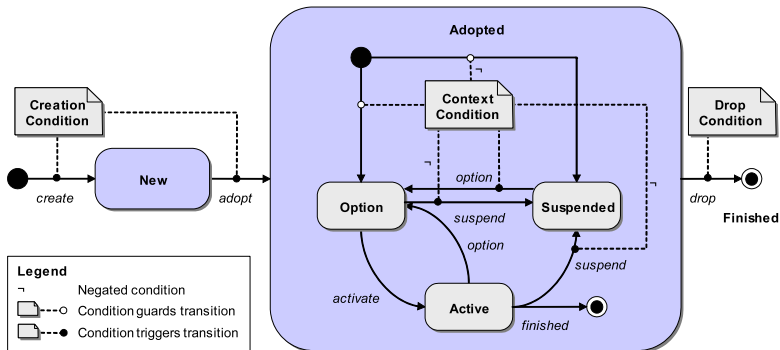 Adopted
Creation
Condition
Context
Condition
Drop
Condition
¬
New
create
adopt
¬
option
Option
suspend
Suspended
¬
drop
Finished
option
suspend
activate
Active
finished
Legend
¬ Negated condition
Condition guards transition
Condition triggers transition